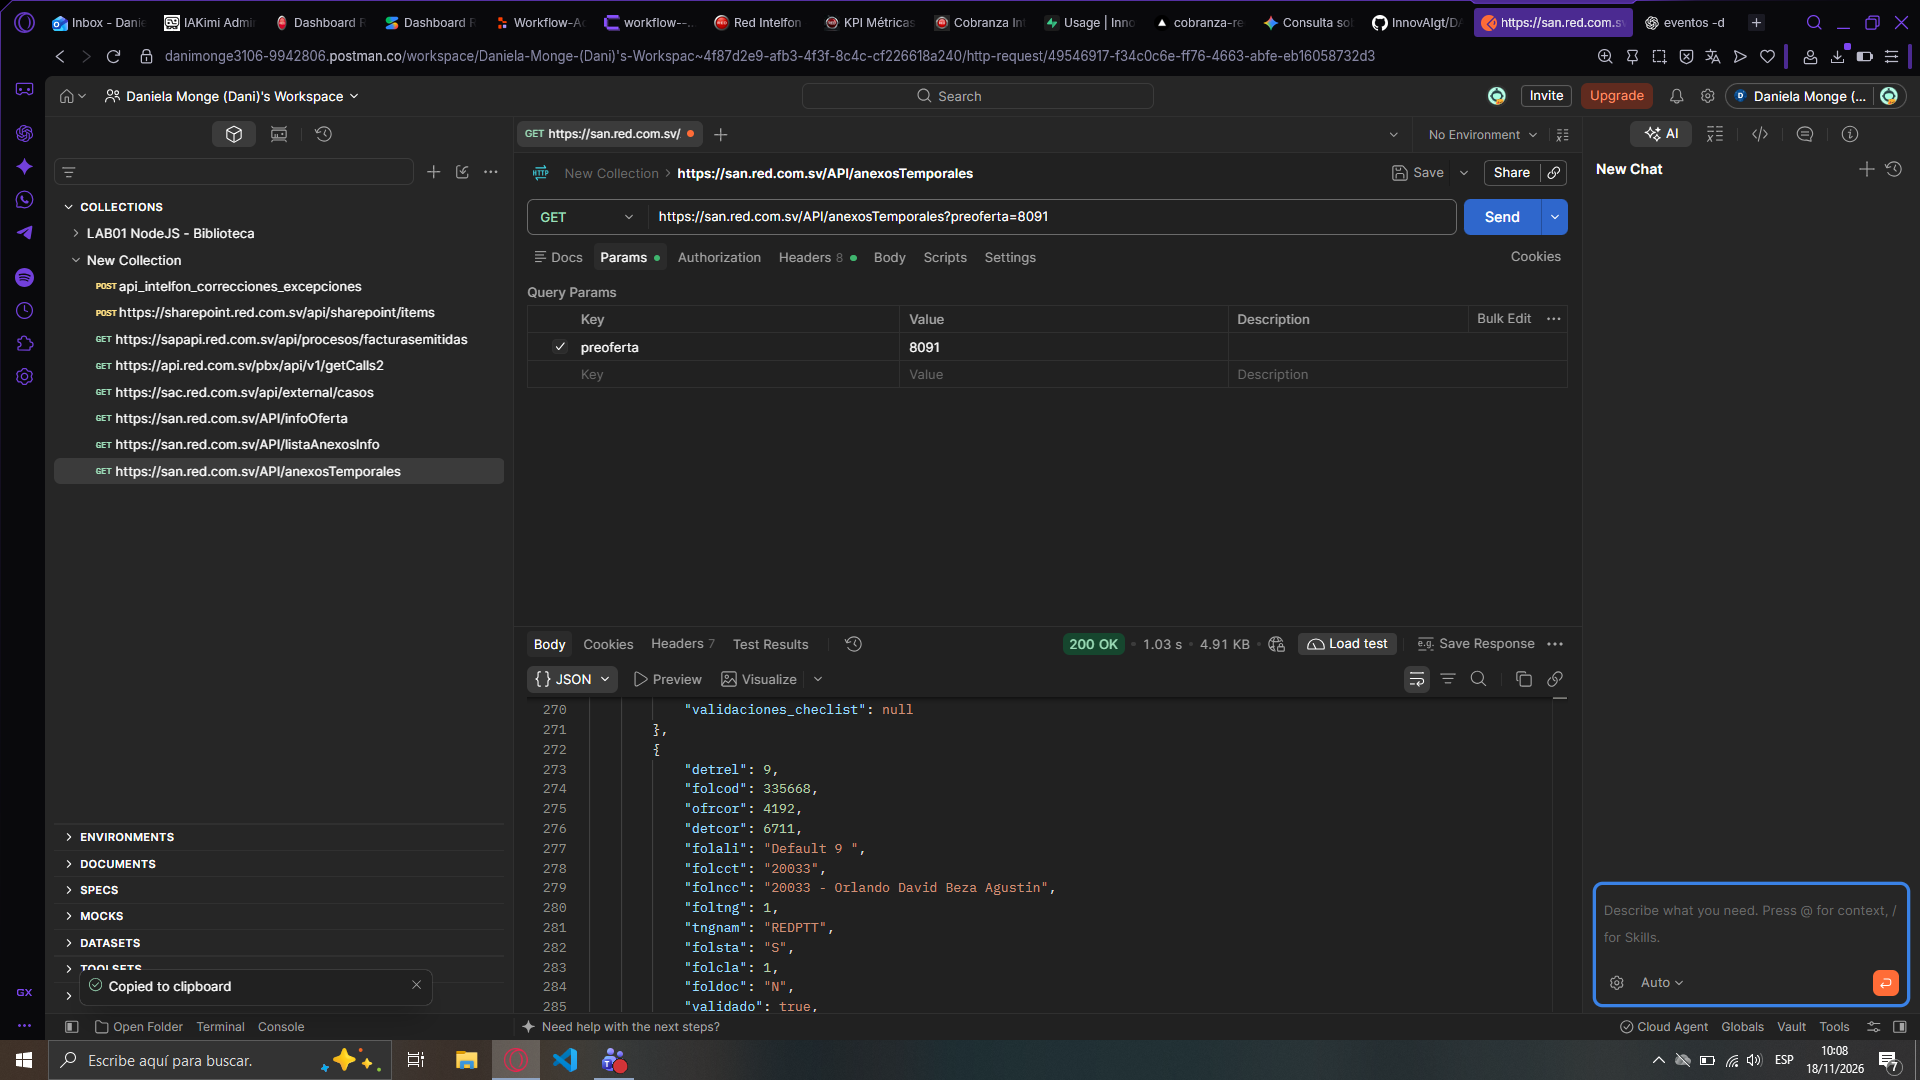 Inbox - Danie
IAKimi Admir
Dashboard R
Dashboard R
Workflow-Ac
workflow--..
Red Intelfon
KPI Métricas
Cobranza Int
Usage | Inno
cobranza-re
Consulta sol
InnovAIgt/DA
https://san.red.com.sv
eventos -d
danimonge3106-9942806.postman.co/workspace/Daniela-Monge-(Dani)'s-Workspac~4f87d2e9-afb3-4f3f-8c4c-cf226618a240/http-request/49546917-f34c0c6e-ff76-4663-abfe-eb16058732d3
Daniela Monge (Dani)'s Workspace
Search
Invite
Upgrade
D
Daniela Monge (...
GET https://san.red.com.sv/
No Environment
AI
HTTP
New Collection > https://san.red.com.sv/API/anexosTemporales
Save
Share
New Chat
COLLECTIONS
LAB01 NodeJS - Biblioteca
New Collection
POST api_intelfon_correcciones_excepciones
POST https://sharepoint.red.com.sv/api/sharepoint/items
GET https://sapapi.red.com.sv/api/procesos/facturasemitidas
GET https://api.red.com.sv/pbx/api/v1/getCalls2
GET https://sac.red.com.sv/api/external/casos
GET https://san.red.com.sv/API/infoOferta
GET https://san.red.com.sv/API/listaAnexosInfo
GET https://san.red.com.sv/API/anexosTemporales
GET
https://san.red.com.sv/API/anexosTemporales?preoferta=8091
Send
Docs
Params
Authorization
Headers 8
Body
Scripts
Settings
Cookies
Query Params
Key
Value
Description
Bulk Edit
preoferta
8091
Key
Value
Description
Body
Cookies
Headers 7
Test Results
200 OK
1.03 s
4.91 KB
Load test
e.g.
Save Response
{} JSON
Preview
Visualize
270 "validaciones_checlist": null
271 },
272 {
273 "detrel": 9,
274 "folcod": 335668,
275 "ofrcor": 4192,
276 "detcor": 6711,
277 "folali": "Default 9 ",
278 "folcct": "20033",
279 "folncc": "20033 - Orlando David Beza Agustin",
280 "foltng": 1,
281 "tngnam": "REDPTT",
282 "folsta": "S",
283 "folcla": 1,
284 "foldoc": "N",
285 "validado": true,
ENVIRONMENTS
DOCUMENTS
SPECS
MOCKS
DATASETS
TOOLSETS
Copied to clipboard
Describe what you need. Press @ for context, /
for Skills.
Auto
GX
Open Folder
Terminal
Console
Need help with the next steps?
Cloud Agent
Globals
Vault
Tools
Escribe aquí para buscar.
ESP
10:08
18/11/2026
7